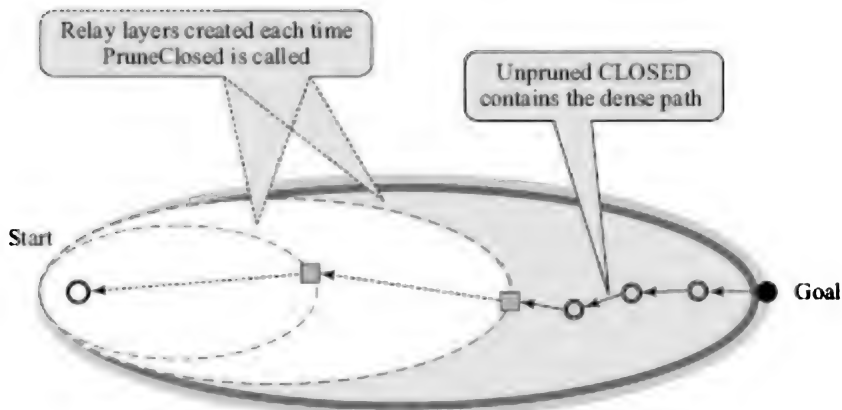 Relay layers created each time
PruneClosed is called
Unpruned CLOSED
contains the dense path
Start
Goal